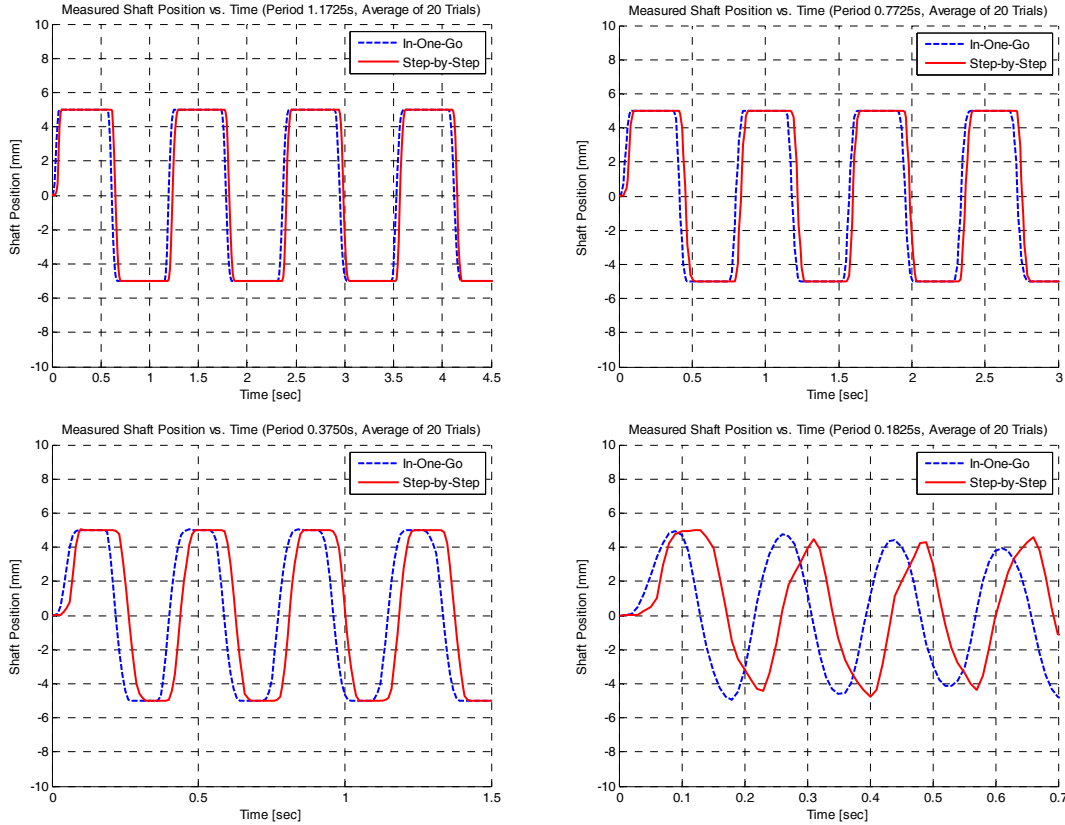 Measured Shaft Position vs. Time (Period 1.1725s, Average of 20 Trials)
10
8
6
4
2
0
-2
-4
-6
-8
-10
Shaft Position [mm]
In-One-Go
Step-by-Step
0 0.5 1 1.5 2 2.5 3 3.5 4 4.5
Time [sec]
Measured Shaft Position vs. Time (Period 0.7725s, Average of 20 Trials)
10
8
6
4
2
0
-2
-4
-6
-8
-10
Shaft Position [mm]
In-One-Go
Step-by-Step
0 0.5 1 1.5 2 2.5 3
Time [sec]
Measured Shaft Position vs. Time (Period 0.3750s, Average of 20 Trials)
10
8
6
4
2
0
-2
-4
-6
-8
-10
Shaft Position [mm]
In-One-Go
Step-by-Step
0 0.5 1 1.5
Time [sec]
Measured Shaft Position vs. Time (Period 0.1825s, Average of 20 Trials)
10
8
6
4
2
0
-2
-4
-6
-8
-10
Shaft Position [mm]
In-One-Go
Step-by-Step
0 0.1 0.2 0.3 0.4 0.5 0.6 0.7
Time [sec]